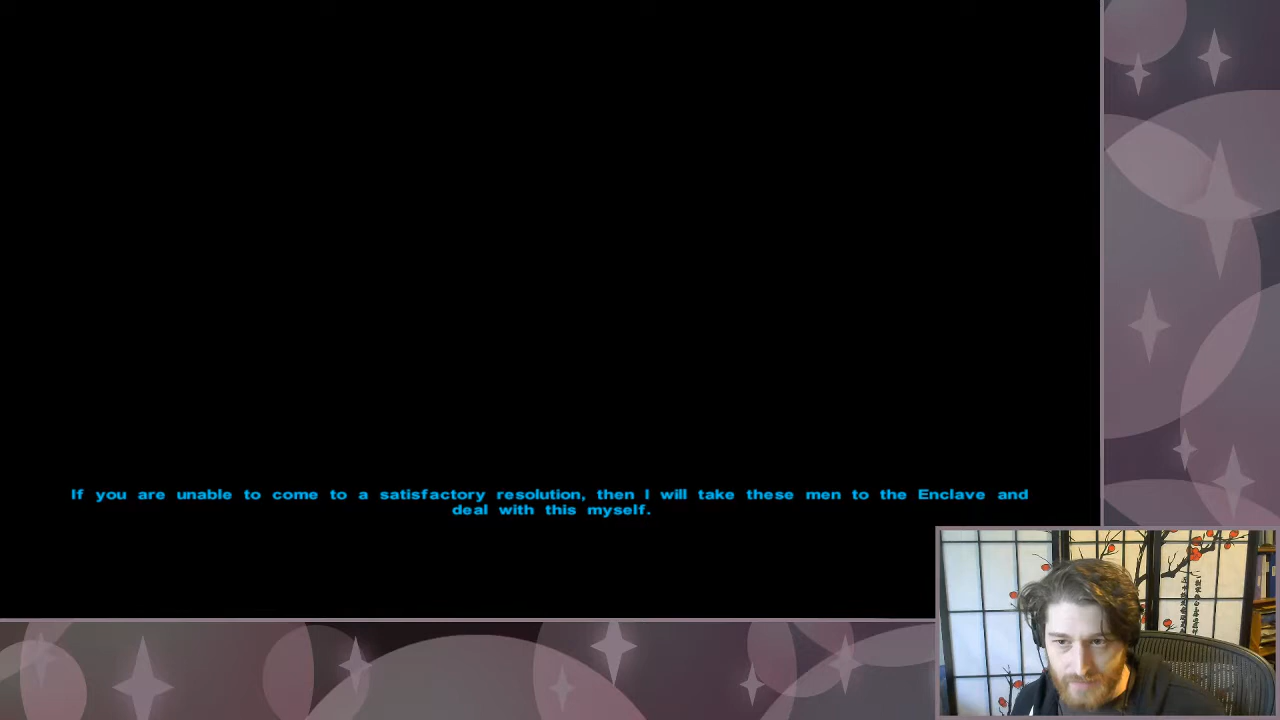 If you are unable to come to a satisfactory resolution, then I will take these men to the Enclave and
deal with this myself.